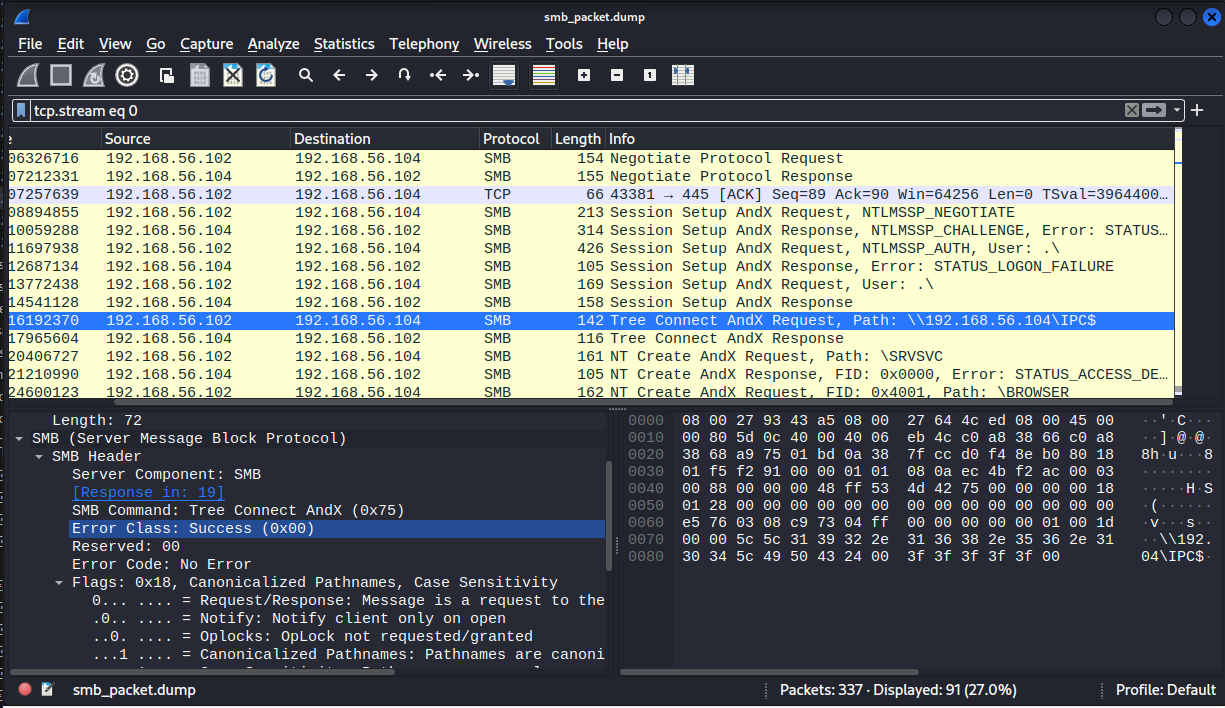 smb_packet.dump
File Edit View Go Capture Analyze Statistics Telephony Wireless Tools Help
tcp.stream eq 0
Source Destination Protocol Length Info
06326716 192.168.56.102 192.168.56.104 SMB 154 Negotiate Protocol Request
07212331 192.168.56.104 192.168.56.102 SMB 155 Negotiate Protocol Response
07257639 192.168.56.102 192.168.56.104 TCP 66 43381 → 445 [ACK] Seq=89 Ack=90 Win=64256 Len=0 TSval=3964400…
08894855 192.168.56.102 192.168.56.104 SMB 213 Session Setup AndX Request, NTLMSSP_NEGOTIATE
10059288 192.168.56.104 192.168.56.102 SMB 314 Session Setup AndX Response, NTLMSSP_CHALLENGE, Error: STATUS…
11697938 192.168.56.102 192.168.56.104 SMB 426 Session Setup AndX Request, NTLMSSP_AUTH, User: .\
12687134 192.168.56.104 192.168.56.102 SMB 105 Session Setup AndX Response, Error: STATUS_LOGON_FAILURE
13772438 192.168.56.102 192.168.56.104 SMB 169 Session Setup AndX Request, User: .\
14541128 192.168.56.104 192.168.56.102 SMB 158 Session Setup AndX Response
16192370 192.168.56.102 192.168.56.104 SMB 142 Tree Connect AndX Request, Path: \\192.168.56.104\IPC$
17965604 192.168.56.104 192.168.56.102 SMB 116 Tree Connect AndX Response
20406727 192.168.56.102 192.168.56.104 SMB 161 NT Create AndX Request, Path: \SRVSVC
21210990 192.168.56.104 192.168.56.102 SMB 105 NT Create AndX Response, FID: 0x0000, Error: STATUS_ACCESS_DE…
24600123 192.168.56.102 192.168.56.104 SMB 162 NT Create AndX Request, FID: 0x4001, Path: \BROWSER
Length: 72
SMB (Server Message Block Protocol)
SMB Header
Server Component: SMB
[Response in: 19]
SMB Command: Tree Connect AndX (0x75)
Error Class: Success (0x00)
Reserved: 00
Error Code: No Error
Flags: 0x18, Canonicalized Pathnames, Case Sensitivity
0... .... = Request/Response: Message is a request to the
.0.. .... = Notify: Notify client only on open
..0. .... = Oplocks: OpLock not requested/granted
...1 .... = Canonicalized Pathnames: Pathnames are canoni
0000 08 00 27 93 43 a5 08 00 27 64 4c ed 08 00 45 00 ··'·C···
0010 00 80 5d 0c 40 00 40 06 eb 4c c0 a8 38 66 c0 a8 ··]·@·@·
0020 38 68 a9 75 01 bd 0a 38 7f cc d0 f4 8e b0 80 18 8h·u···8
0030 01 f5 f2 91 00 00 01 01 08 0a ec 4b f2 ac 00 03 ········
0040 00 88 00 00 00 48 ff 53 4d 42 75 00 00 00 00 18 ·····H·S
0050 01 28 00 00 00 00 00 00 00 00 00 00 00 00 00 00 ·(······
0060 e5 76 03 08 c9 73 04 ff 00 00 00 00 00 01 00 1d ·v···s··
0070 00 00 5c 5c 31 39 32 2e 31 36 38 2e 35 36 2e 31 ··\\192.
0080 30 34 5c 49 50 43 24 00 3f 3f 3f 3f 3f 00 04\IPC$·
smb_packet.dump
Packets: 337 · Displayed: 91 (27.0%)
Profile: Default